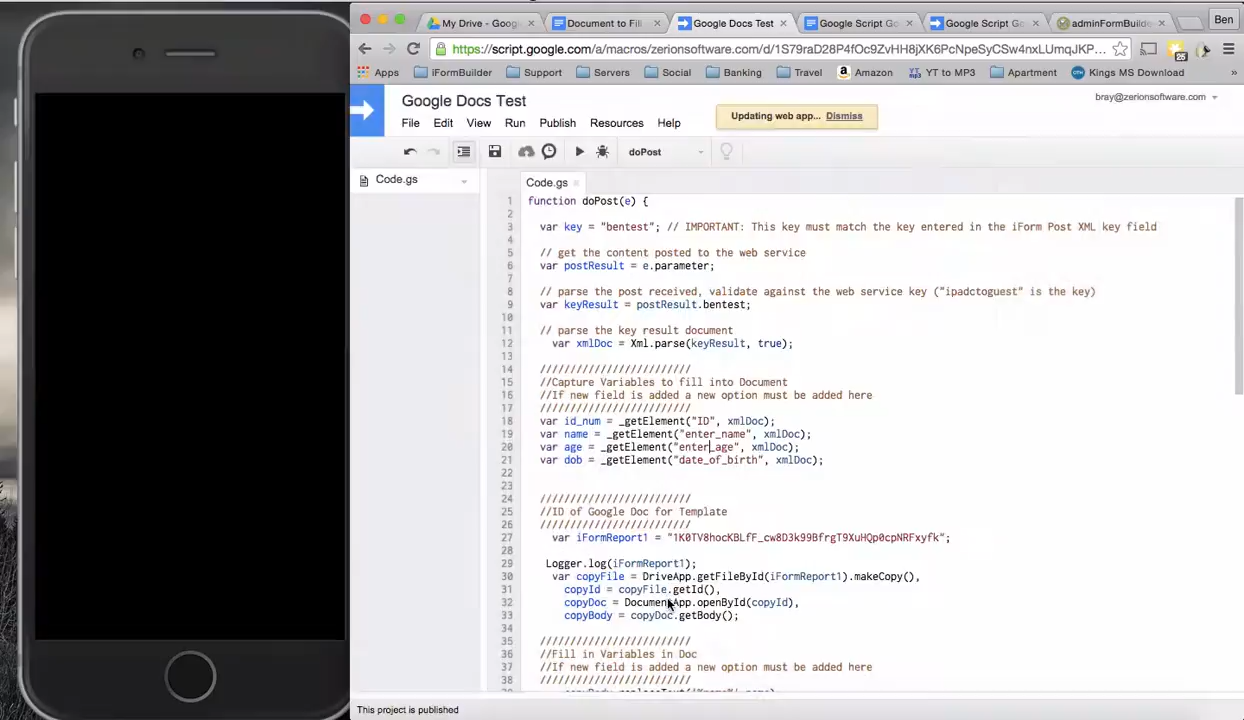 My Drive - Google
Document to Fill
Google Docs Test
Google Script Go
Google Script Go
adminFormBuilde
Ben
https://script.google.com/a/macros/zerionsoftware.com/d/1S79raD28P4fOc9ZvHH8jXK6PcNpeSyCSw4nxLUmqJKP...
Apps
iFormBuilder
Support
Servers
Social
Banking
Travel
Amazon
YT to MP3
Apartment
Kings MS Download
»
Google Docs Test
Updating web app... Dismiss
bray@zerionsoftware.com
File Edit View Run Publish Resources Help
doPost
Code.gs
Code.gs
1 function doPost(e) {
2
3 var key = "bentest"; // IMPORTANT: This key must match the key entered in the iForm Post XML key field
4
5 // get the content posted to the web service
6 var postResult = e.parameter;
7
8 // parse the post received, validate against the web service key ("ipadctoguest" is the key)
9 var keyResult = postResult.bentest;
10
11 // parse the key result document
12 var xmlDoc = Xml.parse(keyResult, true);
13
14 /////////////////////////
15 //Capture Variables to fill into Document
16 //If new field is added a new option must be added here
17 /////////////////////////
18 var id_num = _getElement("ID", xmlDoc);
19 var name = _getElement("enter_name", xmlDoc);
20 var age = _getElement("enter_age", xmlDoc);
21 var dob = _getElement("date_of_birth", xmlDoc);
22
23
24 /////////////////////////
25 //ID of Google Doc for Template
26 /////////////////////////
27 var iFormReport1 = "1K0TV8hocKBLfF_cw8D3k99BfrgT9XuHQp0cpNRFxyfk";
28
29 Logger.log(iFormReport1);
30 var copyFile = DriveApp.getFileById(iFormReport1).makeCopy(),
31 copyId = copyFile.getId(),
32 copyDoc = DocumentApp.openById(copyId),
33 copyBody = copyDoc.getBody();
34
35 /////////////////////////
36 //Fill in Variables in Doc
37 //If new field is added a new option must be added here
38 /////////////////////////
This project is published